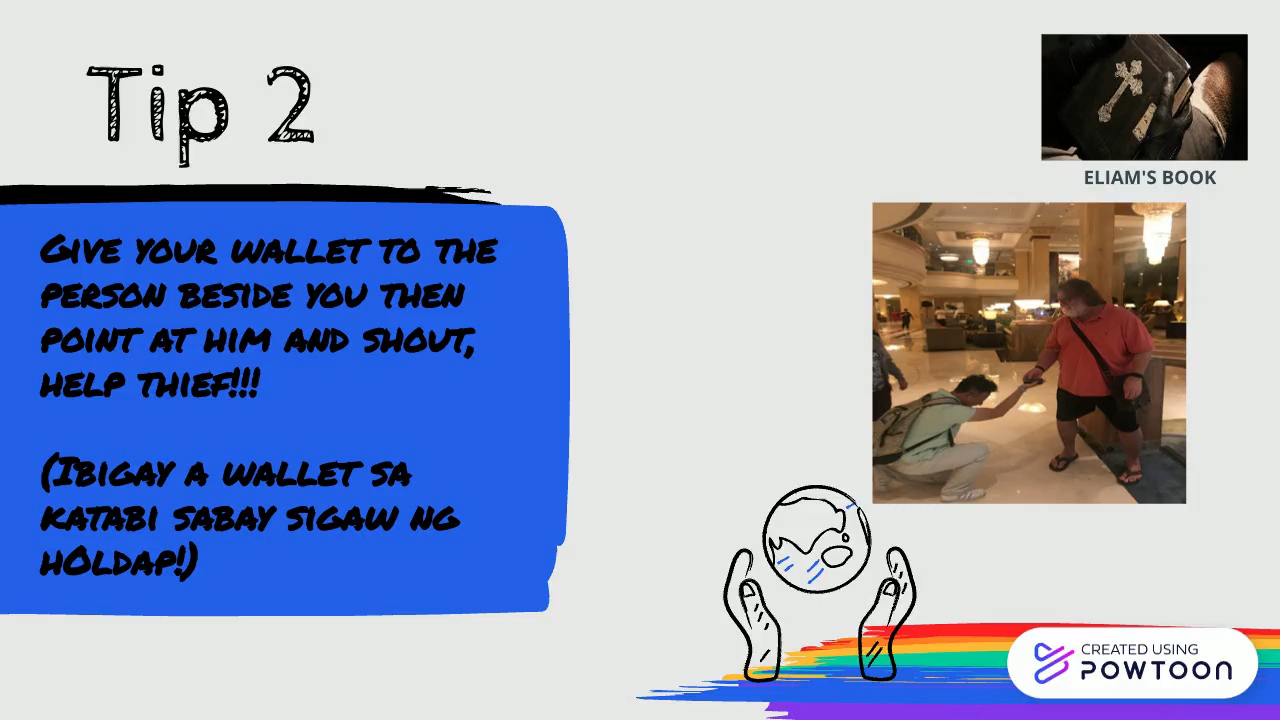 Tip 2
ELIAM'S BOOK
GIVE YOUR WALLET TO THE
PERSON BESIDE YOU THEN
POINT AT HIM AND SHOUT,
HELP THIEF!!!
(IBIGAY A WALLET SA
KATABI SABAY SIGAW NG
HOLDAP!)
CREATED USING
POWTOON